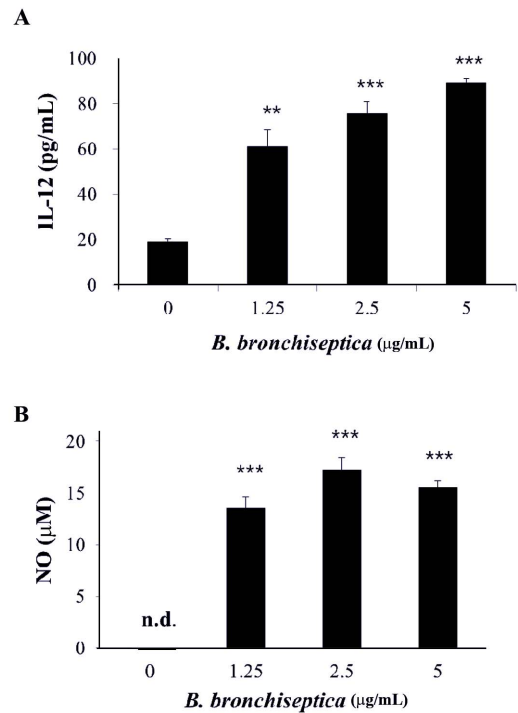 A
IL-12 (pg/mL)
100
80
60
40
20
0
**
***
***
0 1.25 2.5 5
B. bronchiseptica (µg/mL)
B
NO (µM)
20
15
10
5
0
n.d.
***
***
***
0 1.25 2.5 5
B. bronchiseptica (µg/mL)